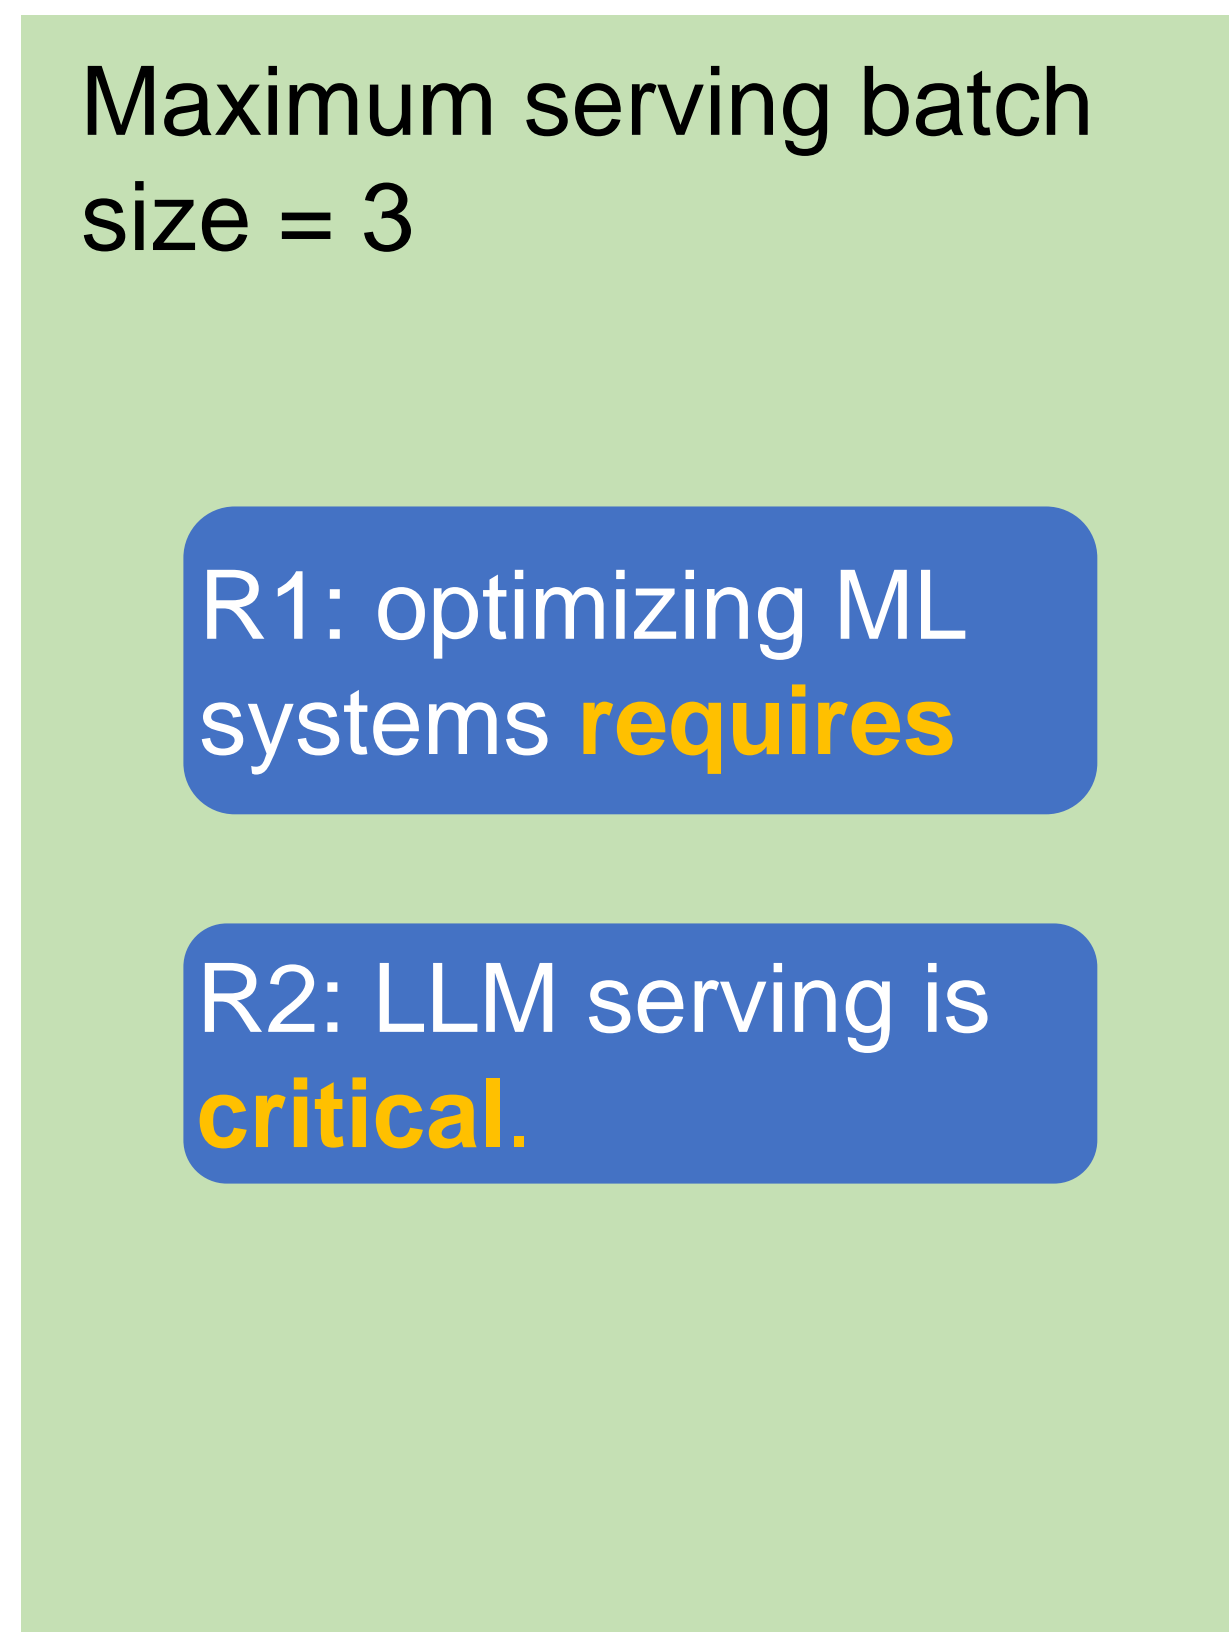 Maximum serving batch
size = 3
R1: optimizing ML
systems requires
R2: LLM serving is
critical.